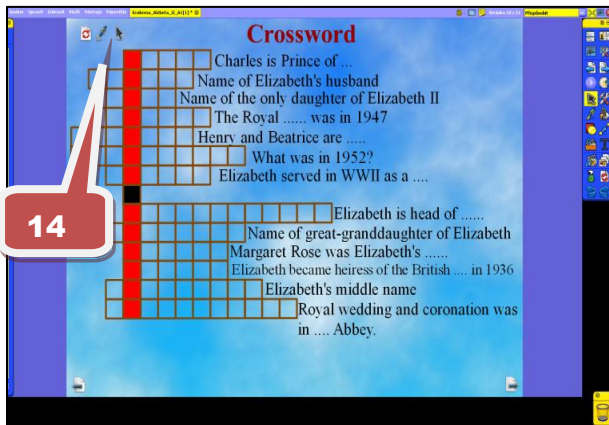 Crossword
Charles is Prince of ...
Name of Elizabeth's husband
Name of the only daughter of Elizabeth II
The Royal ...... was in 1947
Henry and Beatrice are .....
What was in 1952?
Elizabeth served in WWII as a ....
14
Elizabeth is head of ......
Name of great-granddaughter of Elizabeth
Margaret Rose was Elizabeth's ......
Elizabeth became heiress of the British .... in 1936
Elizabeth's middle name
Royal wedding and coronation was
in .... Abbey.